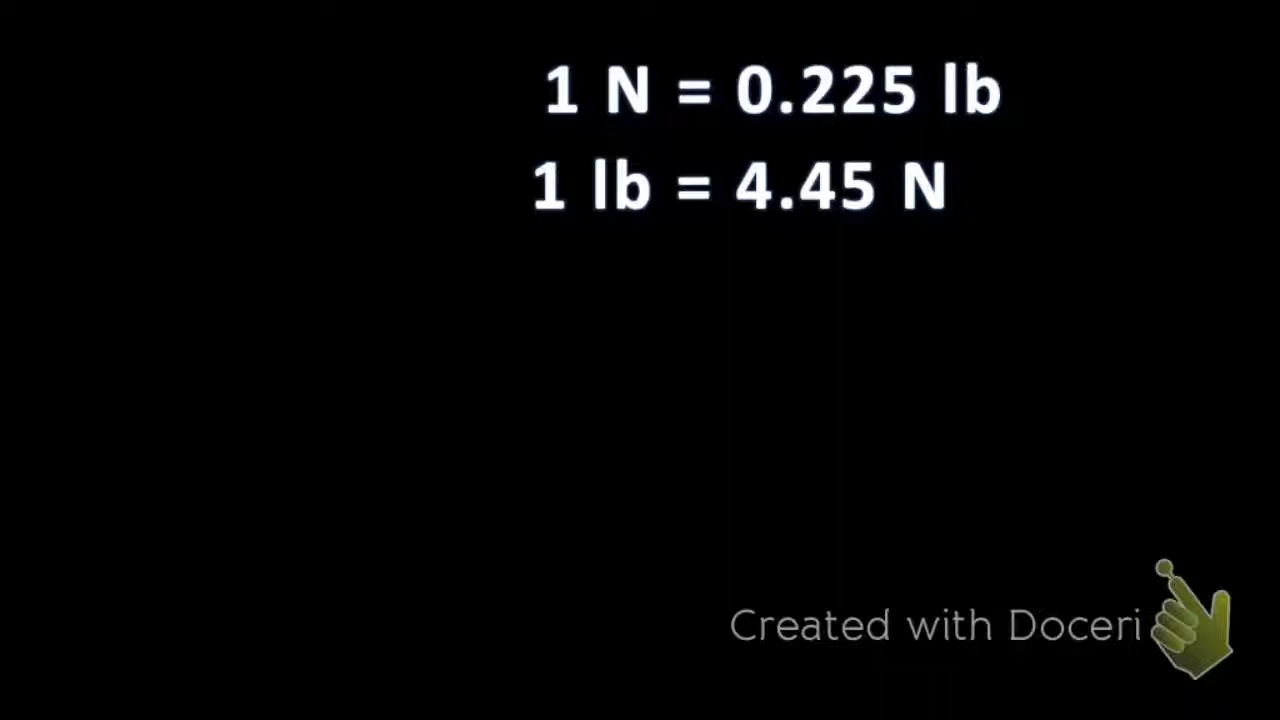 1 N = 0.225 lb
1 lb = 4.45 N
Created with Doceri